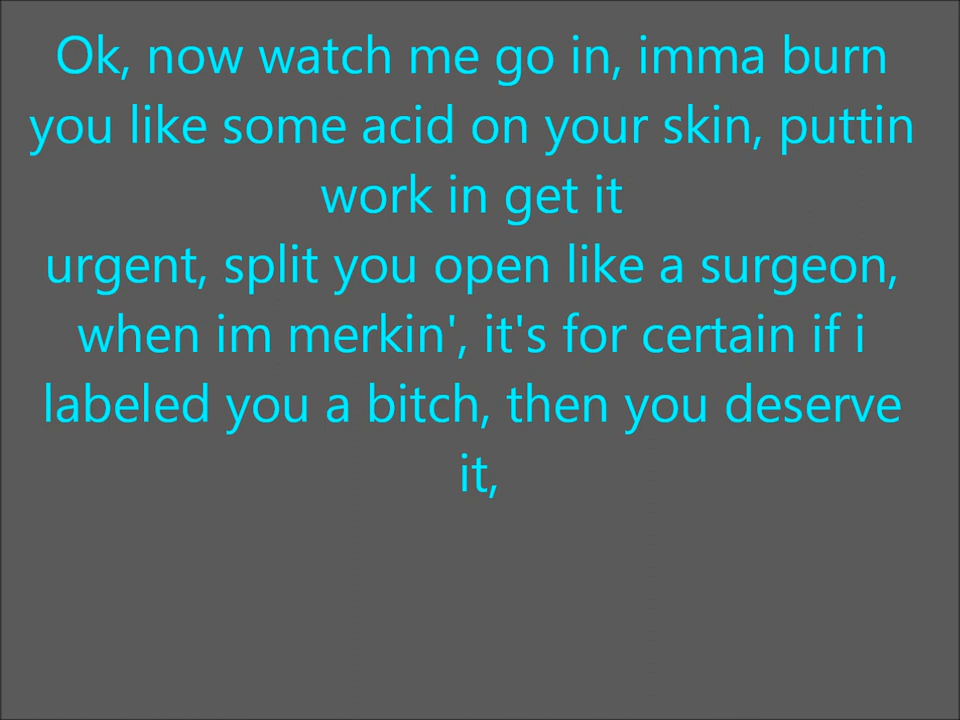 Ok, now watch me go in, imma burn
you like some acid on your skin, puttin
work in get it
urgent, split you open like a surgeon,
when im merkin', it's for certain if i
labeled you a bitch, then you deserve
it,